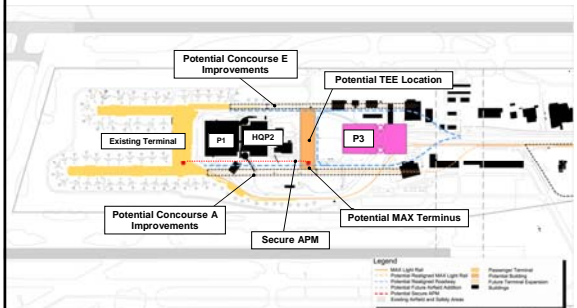 Potential Concourse E
Improvements
Potential TEE Location
Existing Terminal
P1
HQP2
P3
Potential Concourse A
Improvements
Potential MAX Terminus
Secure APM
Legend
MAX Light Rail
Potential Realigned MAX Light Rail
Potential Realigned Roadway
Potential Future Airfield Addition
Potential Secure APM
Existing Airfield and Safety Areas
Passenger Terminal
Potential Building
Future Terminal Expansion
Buildings